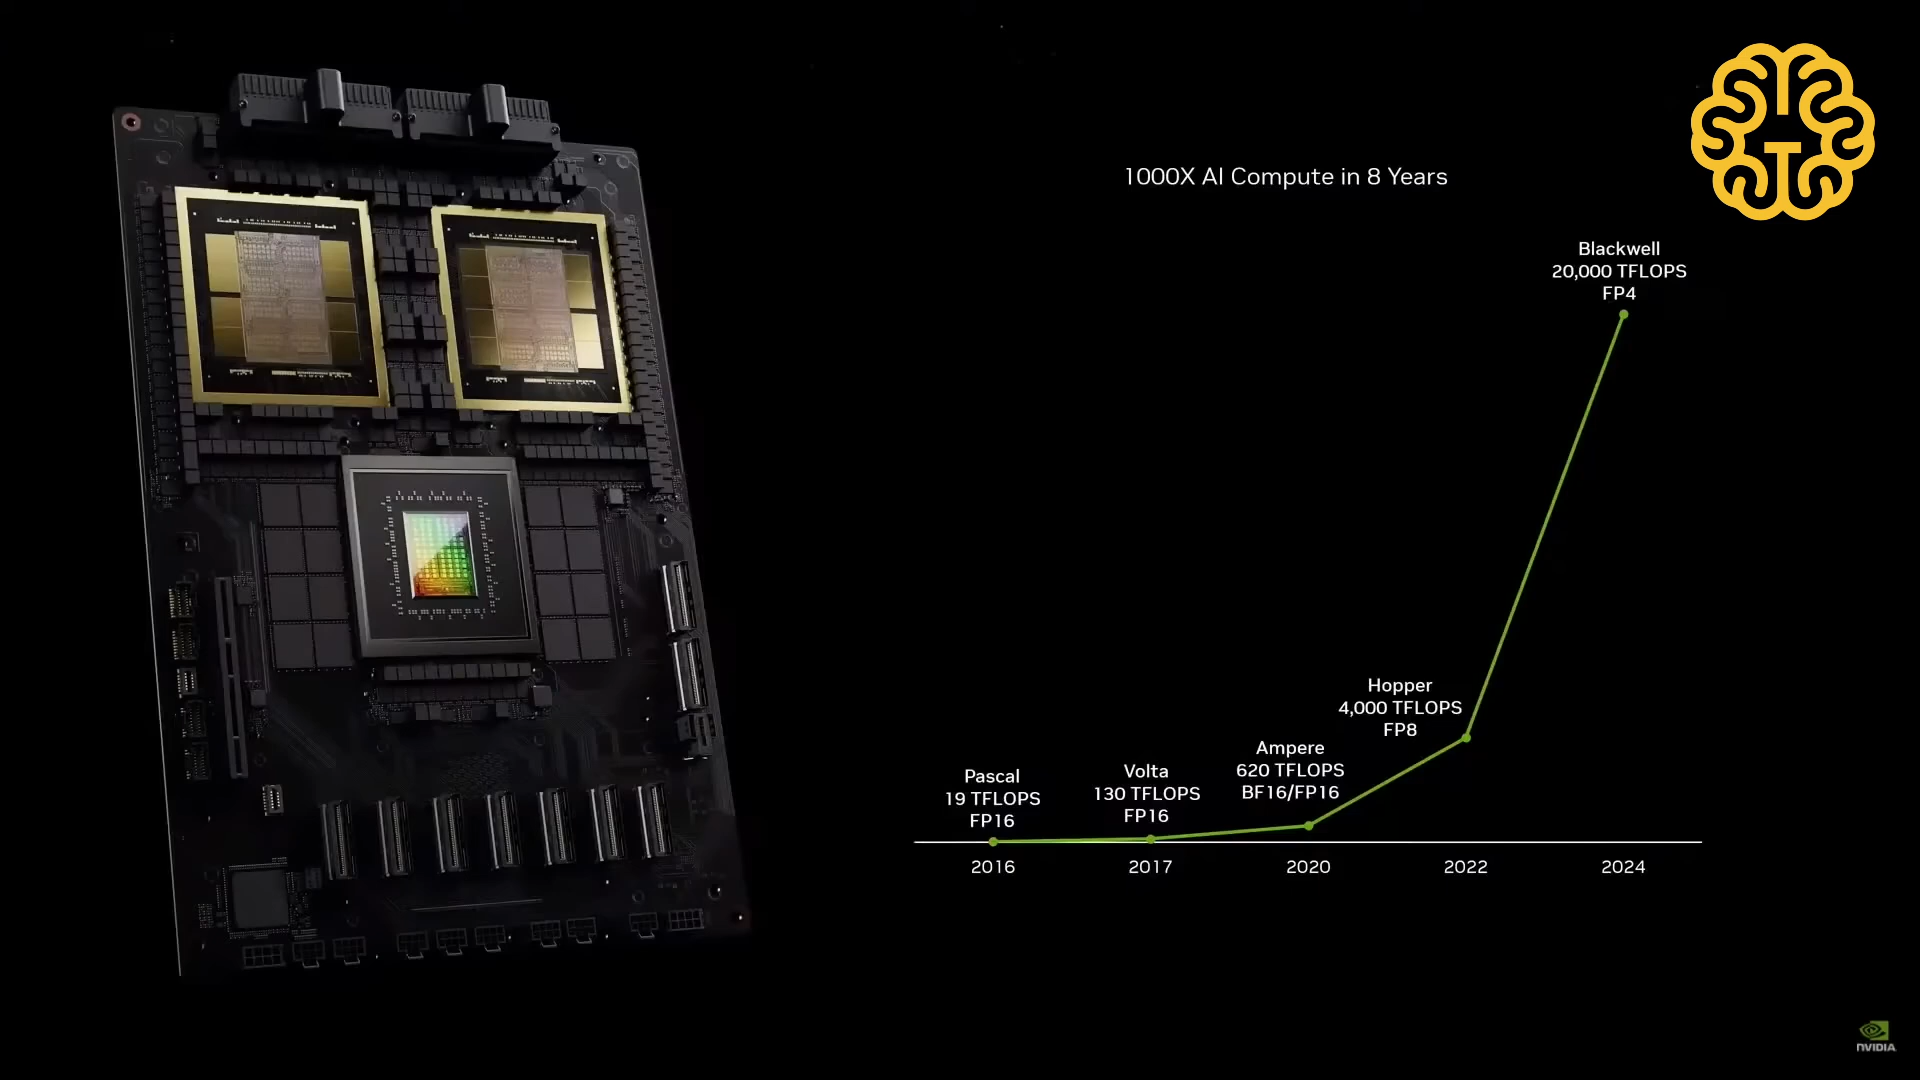 1000X AI Compute in 8 Years
Blackwell
20,000 TFLOPS
FP4
Hopper
4,000 TFLOPS
FP8
Ampere
620 TFLOPS
BF16/FP16
Volta
130 TFLOPS
FP16
Pascal
19 TFLOPS
FP16
2016
2017
2020
2022
2024
NVIDIA